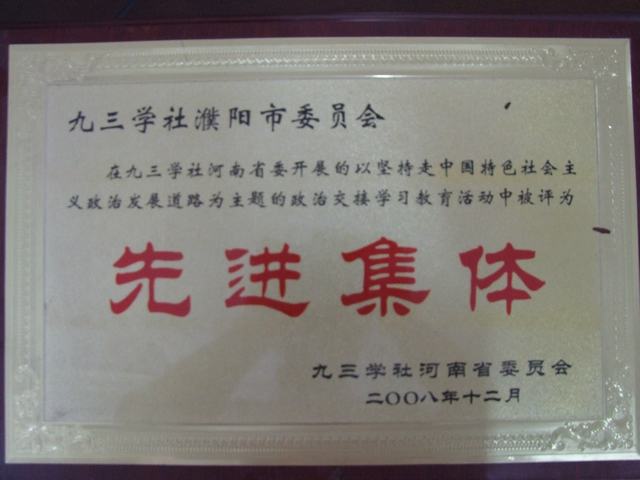 九三学社濮阳市委员会
在九三学社河南省委开展的以坚持走中国特色社会主
义政治发展道路为主题的政治交接学习教育活动中被评为
先进集体
九三学社河南省委员会
二〇〇八年十二月